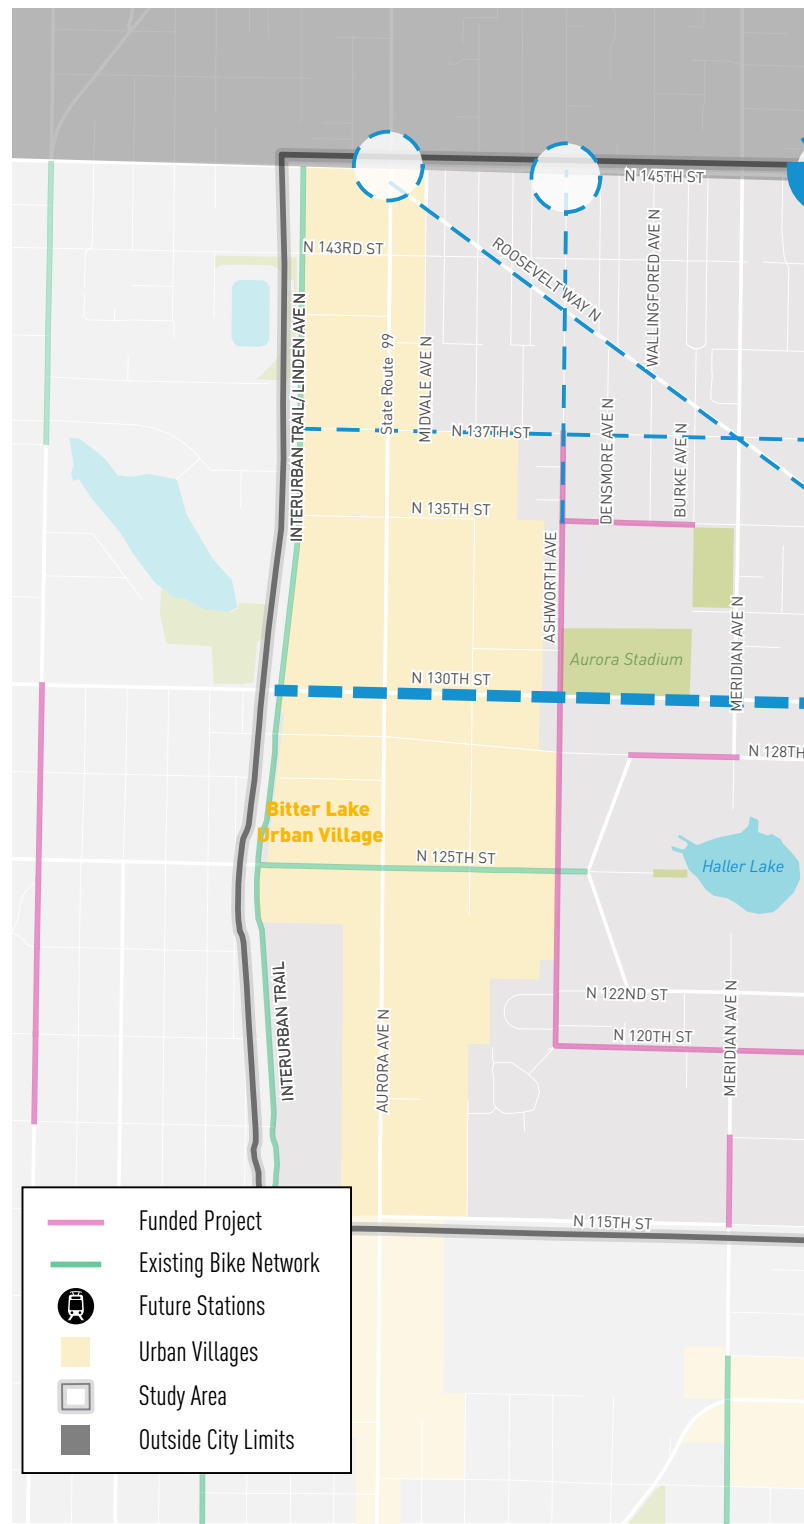 N 145TH ST
N 143RD ST
ROOSEVELT WAY N
WALLINGFORED AVE N
INTERURBAN TRAIL/ LINDEN AVE N
State Route 99
MIDVALE AVE N
N 137TH ST
DENSMORE AVE N
BURKE AVE N
N 135TH ST
ASHWORTH AVE
Aurora Stadium
MERIDIAN AVE N
N 130TH ST
N 128TH
Bitter Lake
Urban Village
N 125TH ST
Haller Lake
INTERURBAN TRAIL
N 122ND ST
N 120TH ST
AURORA AVE N
MERIDIAN AVE N
N 115TH ST
Funded Project
Existing Bike Network
Future Stations
Urban Villages
Study Area
Outside City Limits